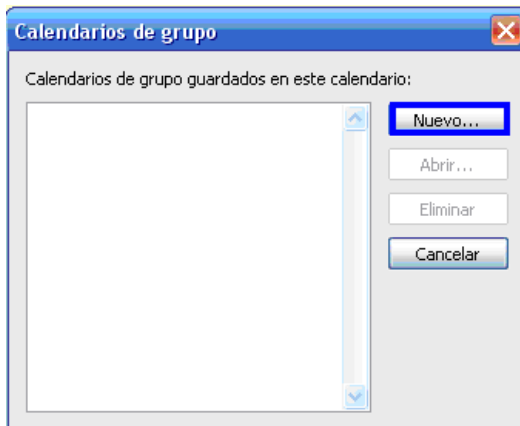 Calendarios de grupo
Calendarios de grupo guardados en este calendario:
Nuevo...
Abrir...
Eliminar
Cancelar